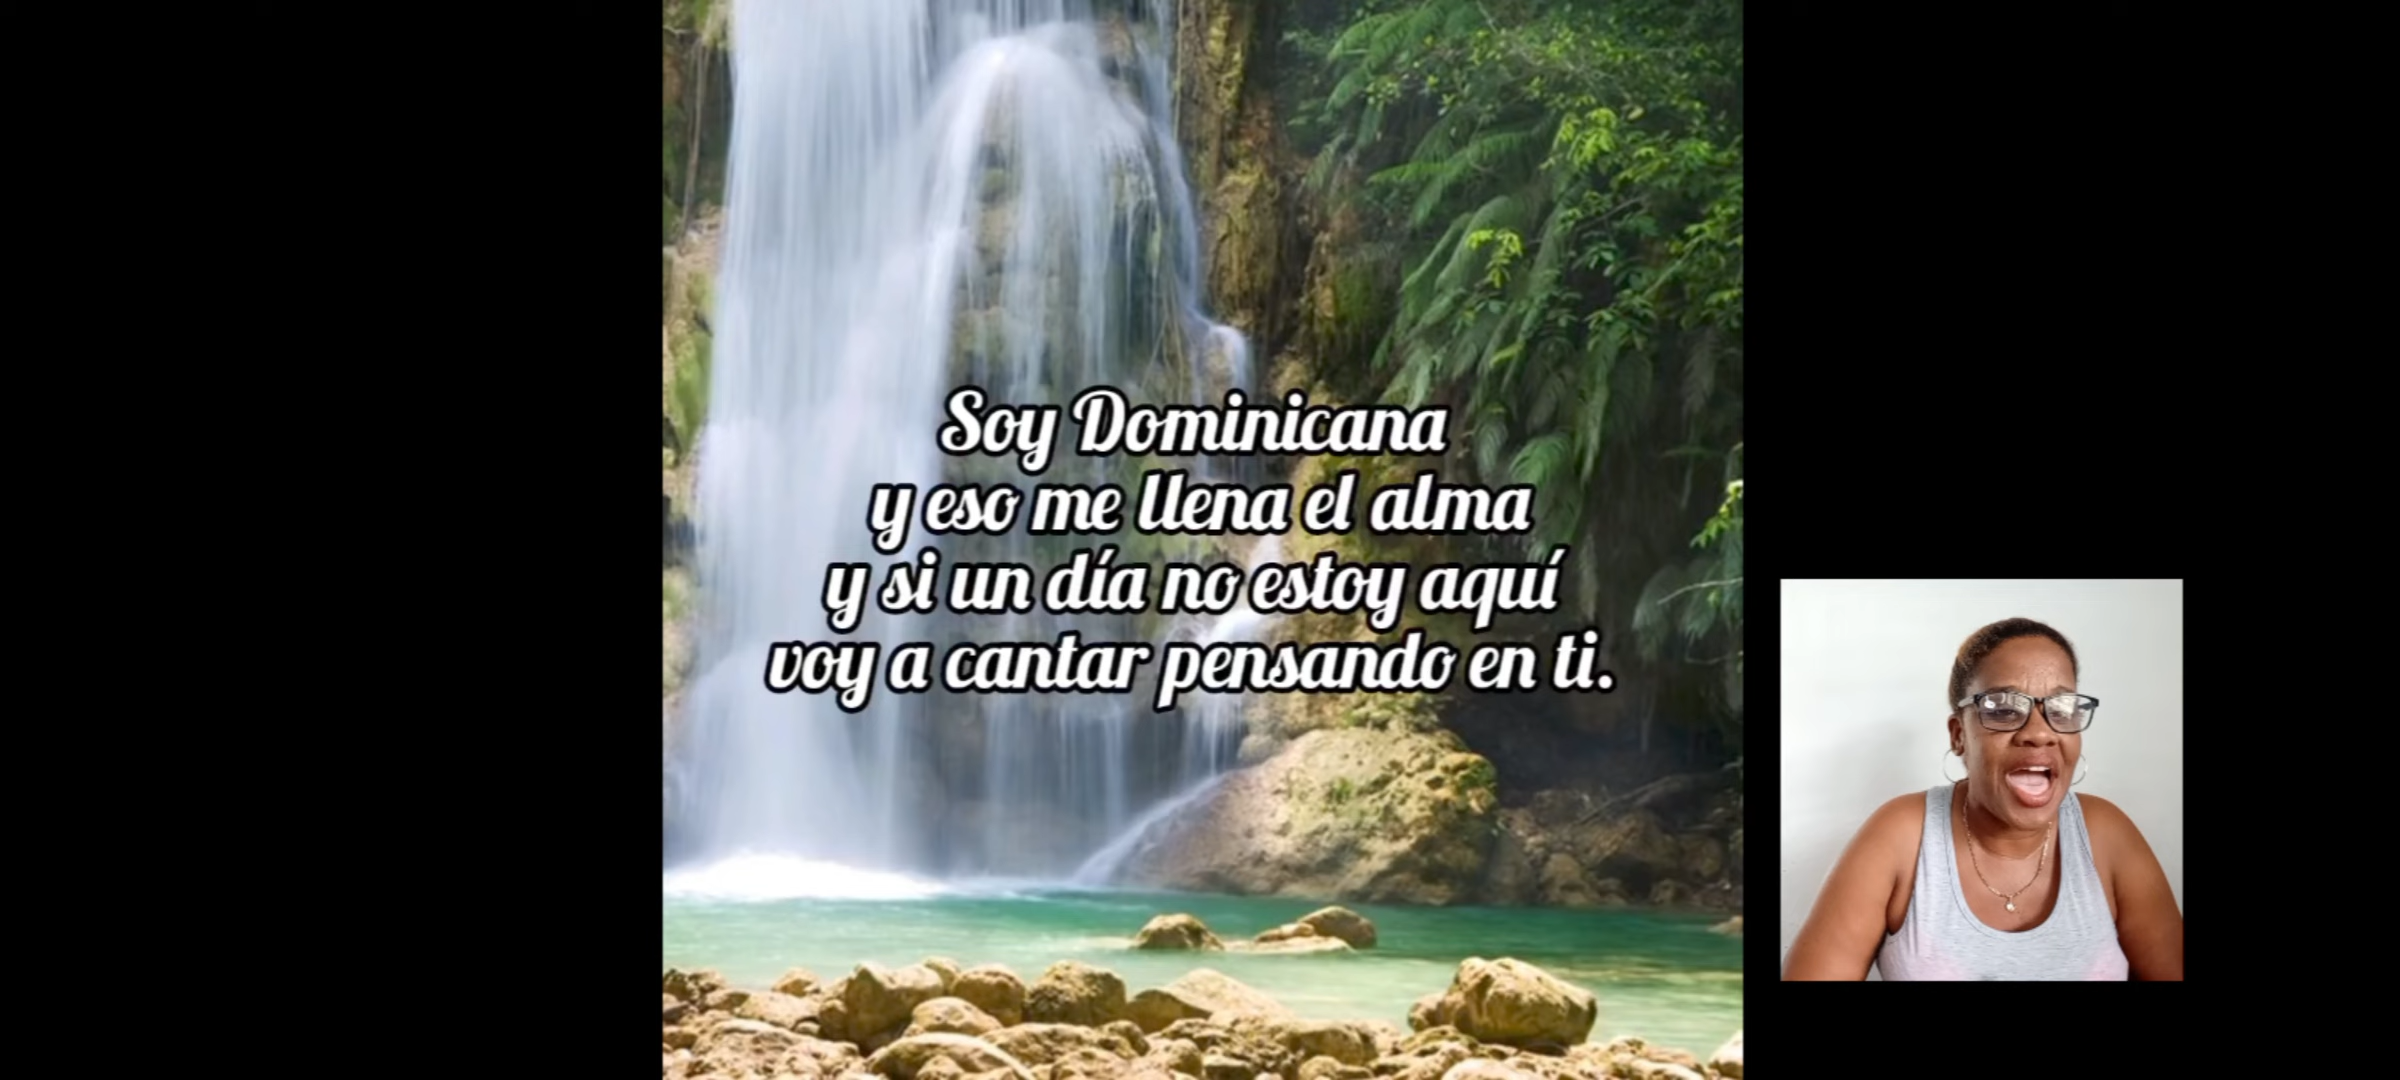 Soy Dominicana
y eso me llena el alma
y si un día no estoy aquí
voy a cantar pensando en ti.